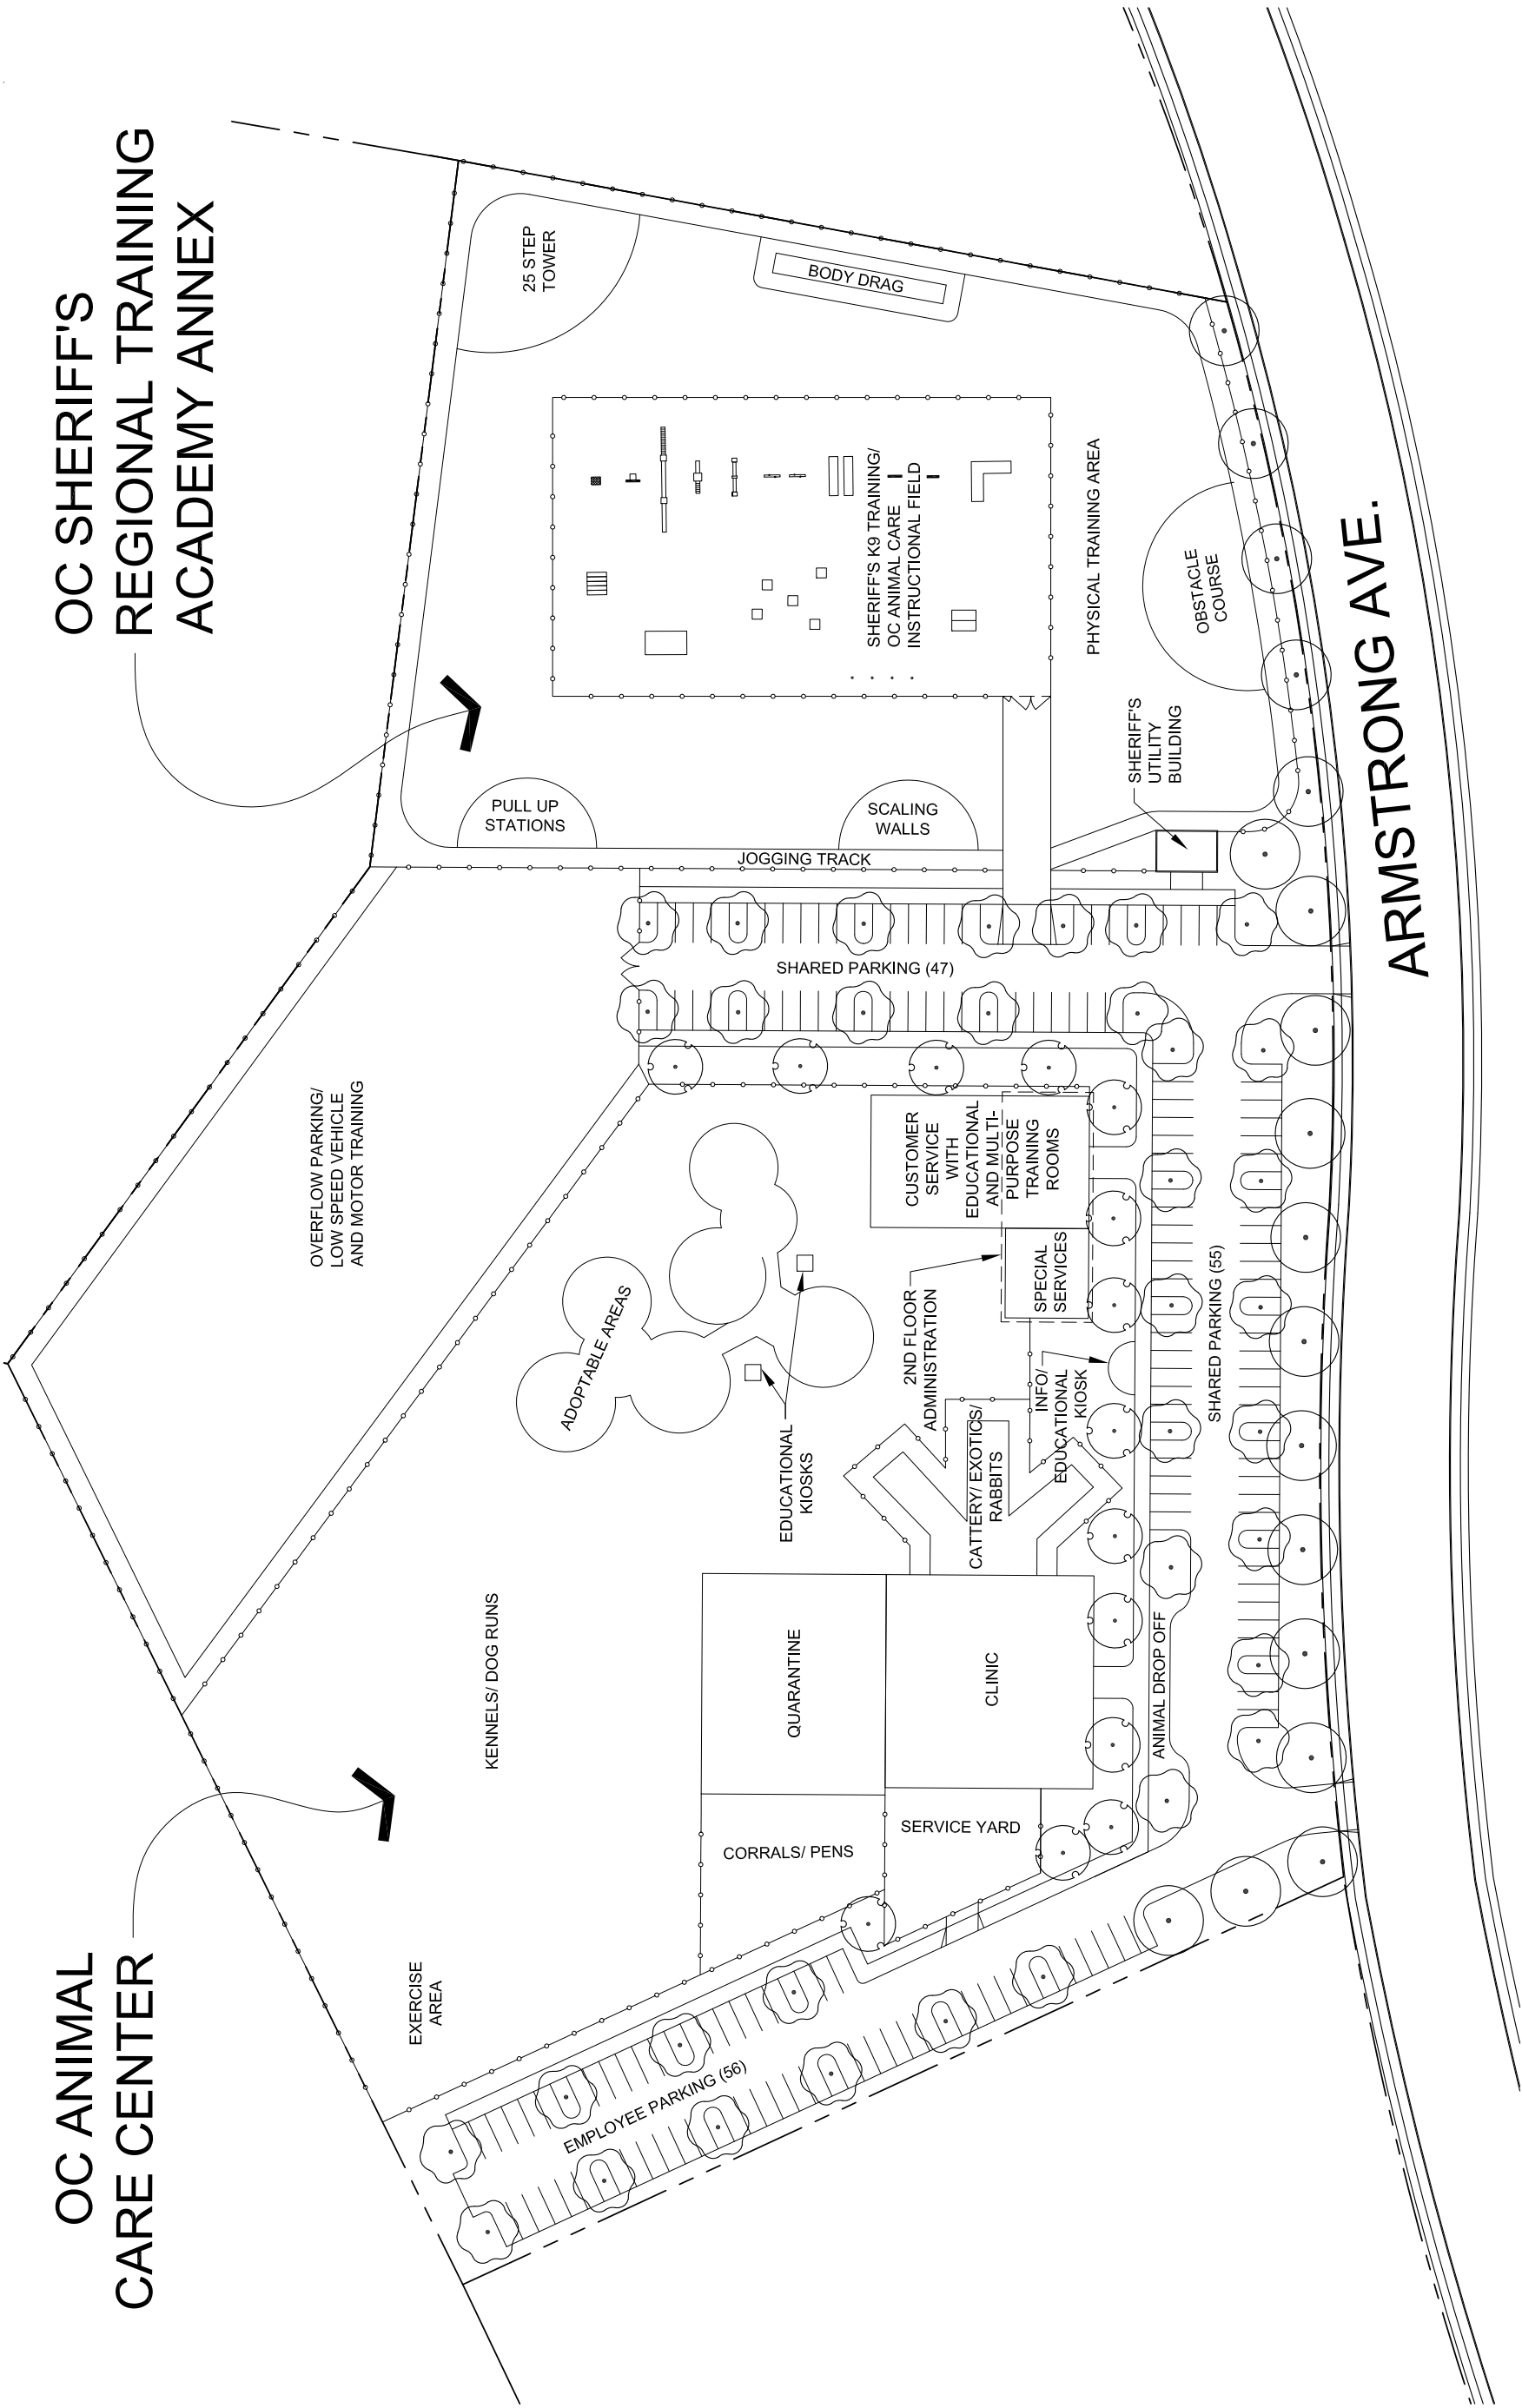 OC SHERIFF'S
REGIONAL TRAINING
ACADEMY ANNEX
25 STEP
TOWER
BODY DRAG
SHERIFF'S K9 TRAINING/
OC ANIMAL CARE
INSTRUCTIONAL FIELD
PHYSICAL TRAINING AREA
OBSTACLE
COURSE
SHERIFF'S
UTILITY
BUILDING
PULL UP
STATIONS
SCALING
WALLS
JOGGING TRACK
SHARED PARKING (47)
ARMSTRONG AVE.
OVERFLOW PARKING/
LOW SPEED VEHICLE
AND MOTOR TRAINING
CUSTOMER
SERVICE
WITH
EDUCATIONAL
AND MULTI-
PURPOSE
TRAINING
ROOMS
SPECIAL
SERVICES
2ND FLOOR
ADMINISTRATION
INFO/
EDUCATIONAL
KIOSK
SHARED PARKING (55)
ADOPTABLE AREAS
EDUCATIONAL
KIOSKS
CATTERY/ EXOTICS/
RABBITS
KENNELS/ DOG RUNS
QUARANTINE
CLINIC
ANIMAL DROP OFF
CORRALS/ PENS
SERVICE YARD
OC ANIMAL
CARE CENTER
EXERCISE
AREA
EMPLOYEE PARKING (56)